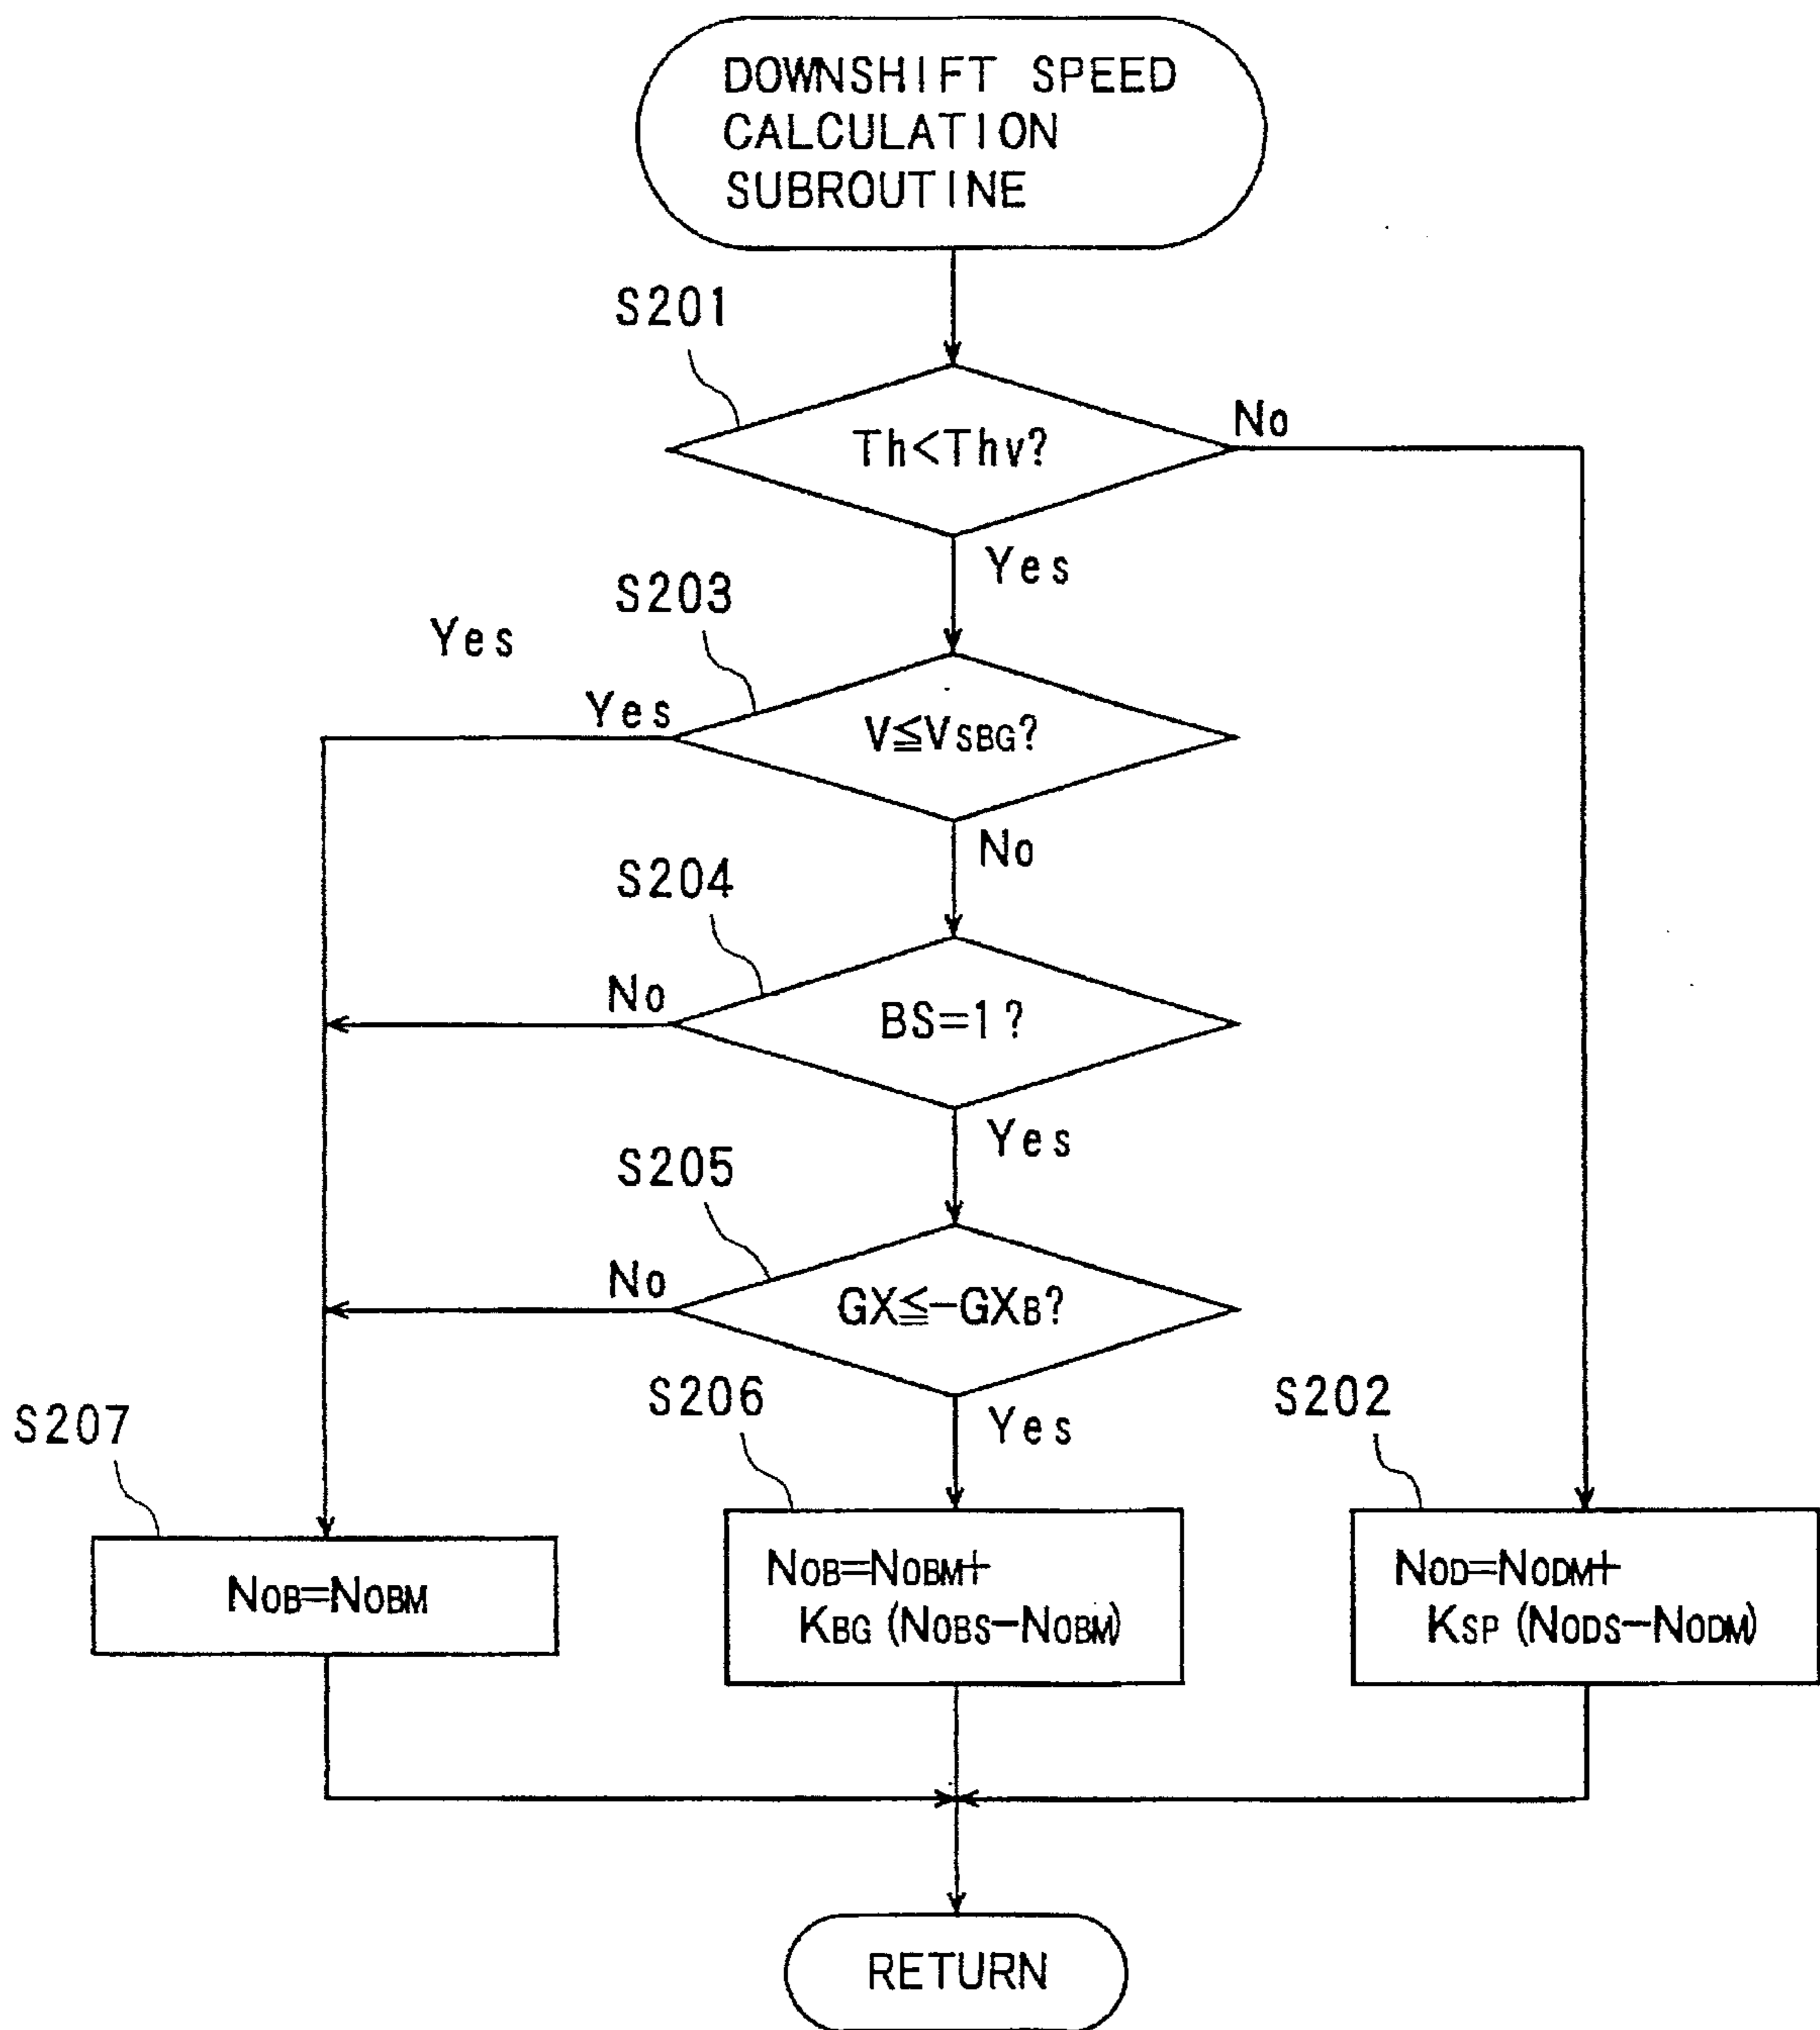 DOWNSHIFT SPEED
CALCULATION
SUBROUTINE
S201
Th<Thv?
No
Yes
S203
Yes
Yes
V≦VSBG?
No
S204
No
BS=1?
Yes
S205
No
GX≦-GXB?
S207
S206
Yes
S202
NOB=NOBM
NOB=NOBM+
KBG (NOBS-NOBM)
NOD=NODM+
KSP (NODS-NODM)
RETURN